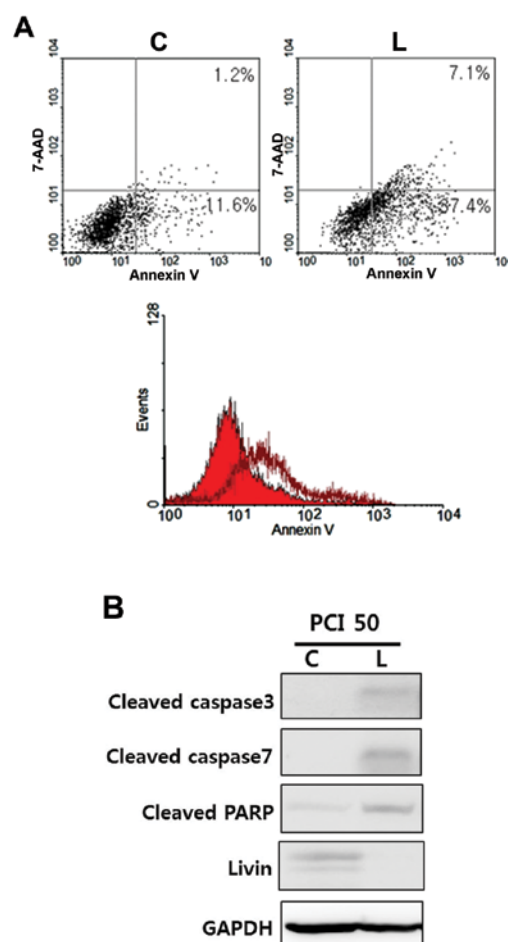 A
C
L
7-AAD
10⁴
10³
10²
10¹
10⁰
1.2%
11.6%
10⁰ 10¹ 10² 10³ 10
Annexin V
7-AAD
10⁴
10³
10²
10¹
10⁰
7.1%
37.4%
10⁰ 10¹ 10² 10³ 10
Annexin V
Events
128
0
10⁰ 10¹ 10² 10³ 10⁴
Annexin V
B
PCI 50
C L
Cleaved caspase3
Cleaved caspase7
Cleaved PARP
Livin
GAPDH